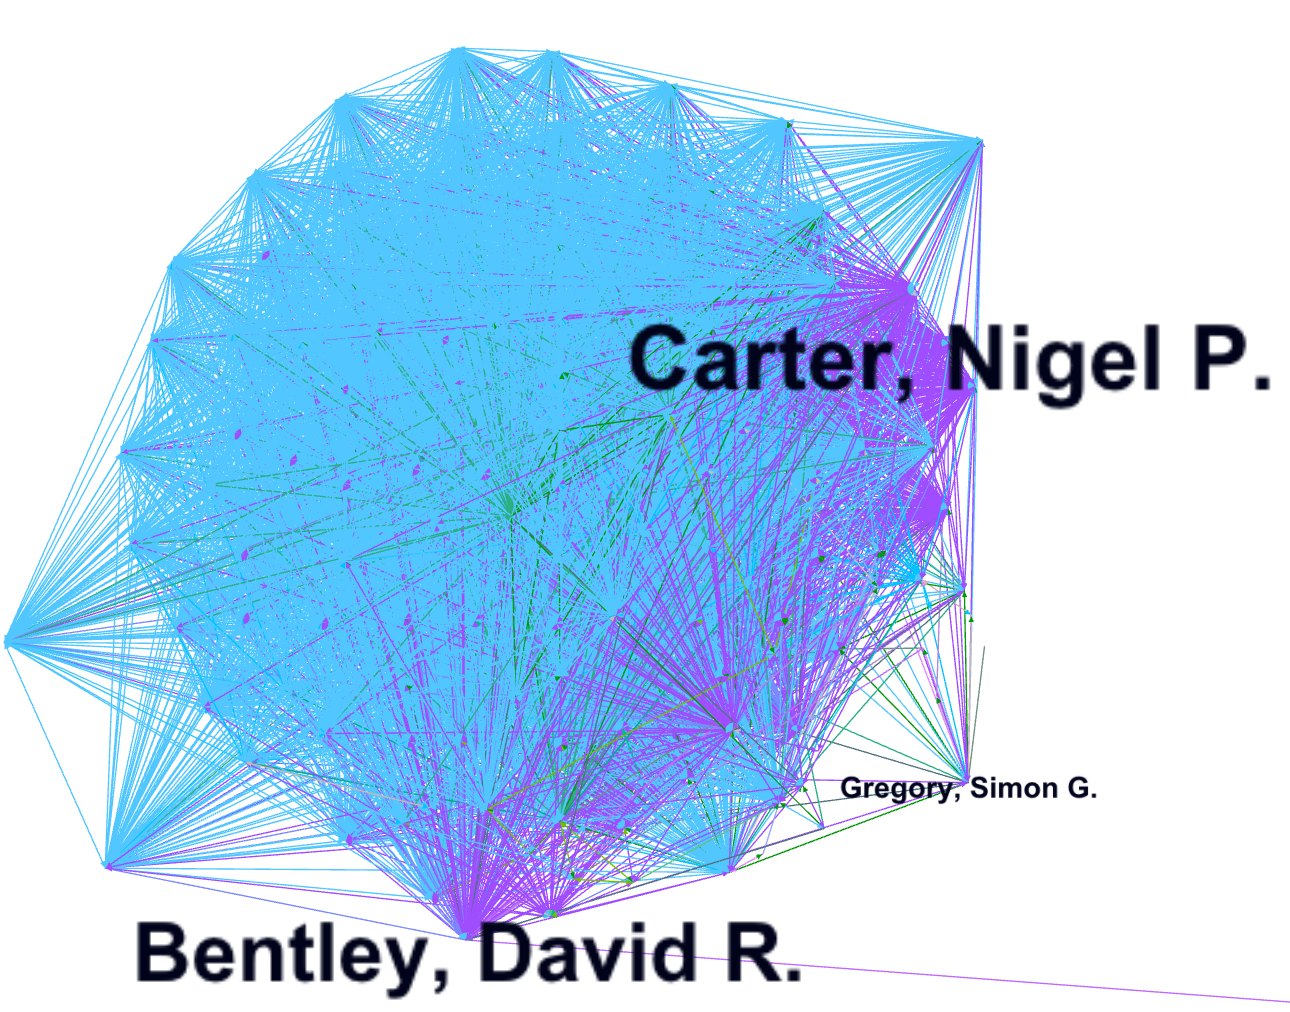 Carter, Nigel P.
Gregory, Simon G.
Bentley, David R.